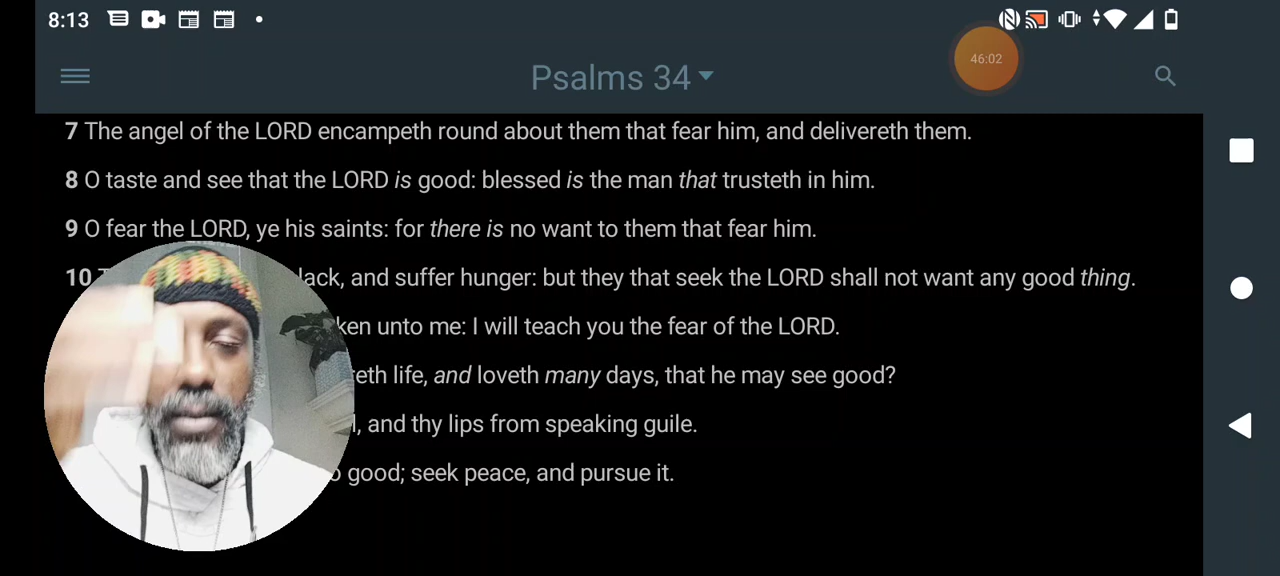 8:13
46:02
Psalms 34
7 The angel of the LORD encampeth round about them that fear him, and delivereth them.
8 O taste and see that the LORD is good: blessed is the man that trusteth in him.
9 O fear the LORD, ye his saints: for there is no want to them that fear him.
10 lack, and suffer hunger: but they that seek the LORD shall not want any good thing.
ken unto me: I will teach you the fear of the LORD.
reth life, and loveth many days, that he may see good?
l, and thy lips from speaking guile.
good; seek peace, and pursue it.